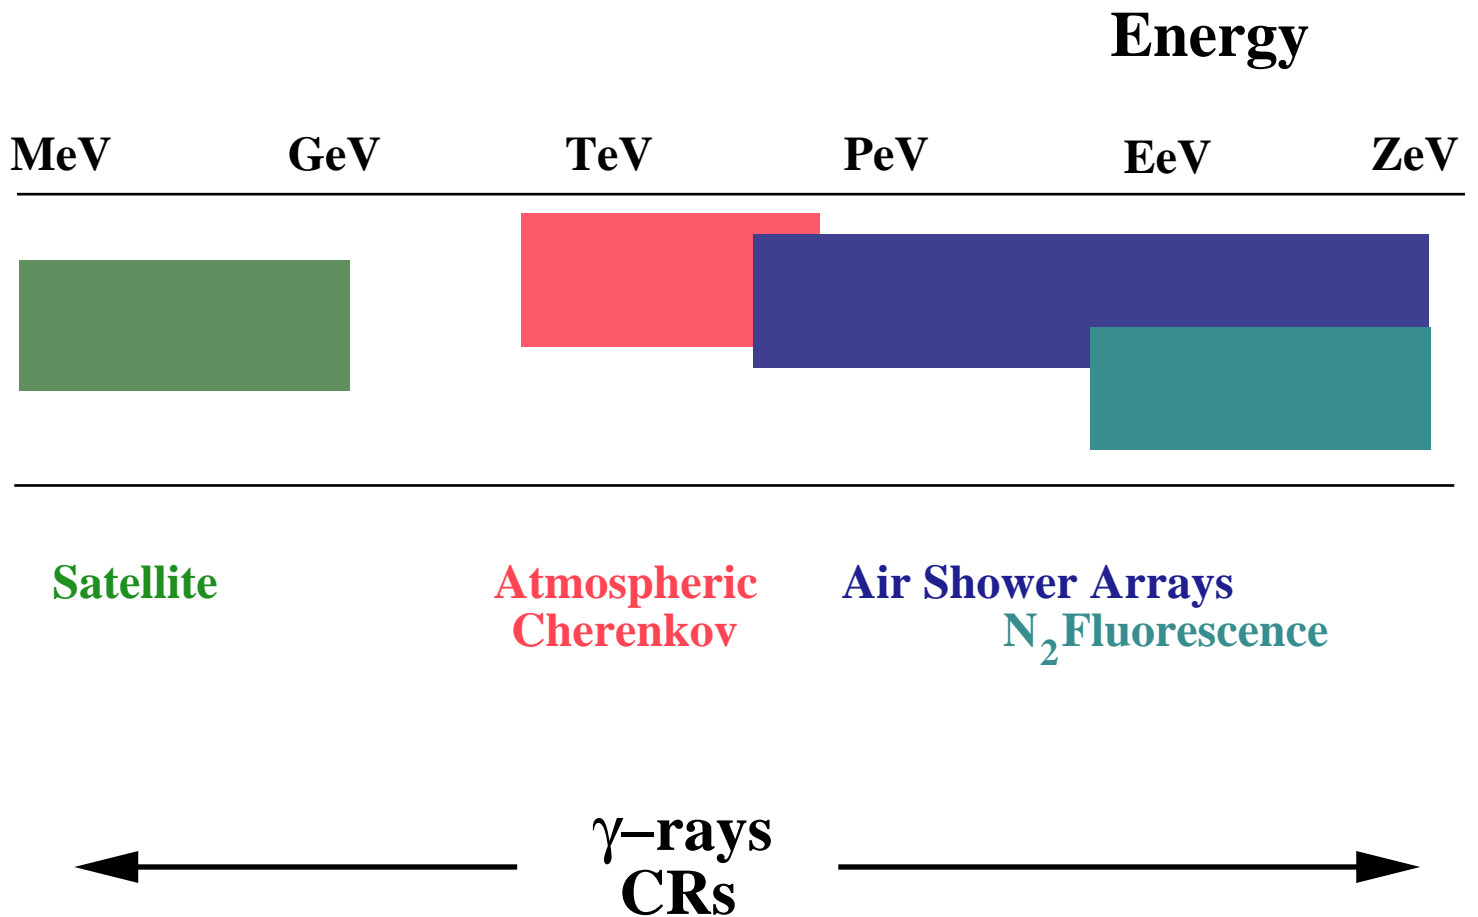 Energy
MeV GeV TeV PeV EeV ZeV
Satellite Atmospheric Air Shower Arrays
Cherenkov N2Fluorescence
γ−rays
CRs